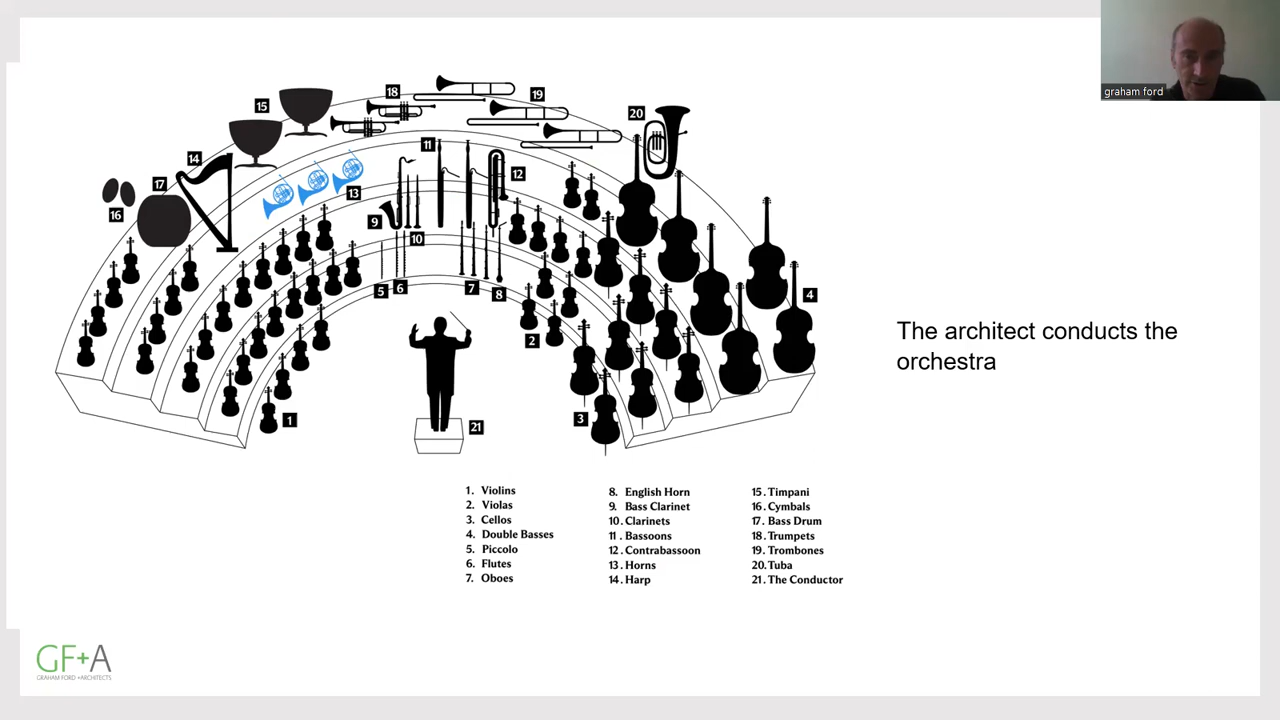 graham ford
18
19
15
20
11
14
12
17
13
16
9
10
5
6
7
8
4
2
The architect conducts the
orchestra
1
3
21
1. Violins
2. Violas
3. Cellos
4. Double Basses
5. Piccolo
6. Flutes
7. Oboes
8. English Horn
9. Bass Clarinet
10. Clarinets
11. Bassoons
12. Contrabassoon
13. Horns
14. Harp
15. Timpani
16. Cymbals
17. Bass Drum
18. Trumpets
19. Trombones
20. Tuba
21. The Conductor
GF+A
GRAHAM FORD +ARCHITECTS